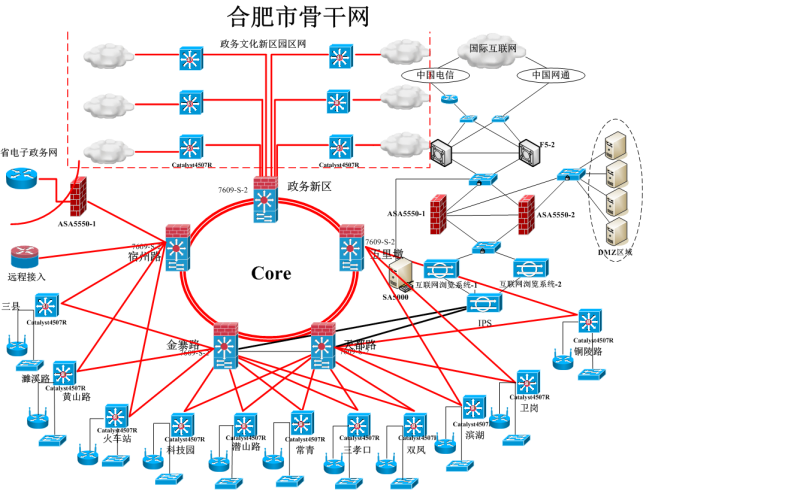 合肥市骨干网
政务文化新区园区网
国际互联网
中国电信
中国网通
Catalyst4507R
Catalyst4507R
F5-2
省电子政务网
7609-S-2
政务新区
ASA5550-1
ASA5550-1
ASA5550-2
DMZ区域
7609-S-2
宿州路
7609-S-2
五里墩
远程接入
Core
SA5000
互联网浏览系统-1
互联网浏览系统-2
IPS
三县
Catalyst4507R
金寨路
7609-S-2
天都路
Catalyst4507R
铜陵路
濉溪路
Catalyst4507R
黄山路
Catalyst4507R
卫岗
Catalyst4507R
火车站
Catalyst4507R
科技园
Catalyst4507R
潜山路
Catalyst4507R
常青
Catalyst4507R
三孝口
Catalyst4507R
双凤
Catalyst4507R
滨湖